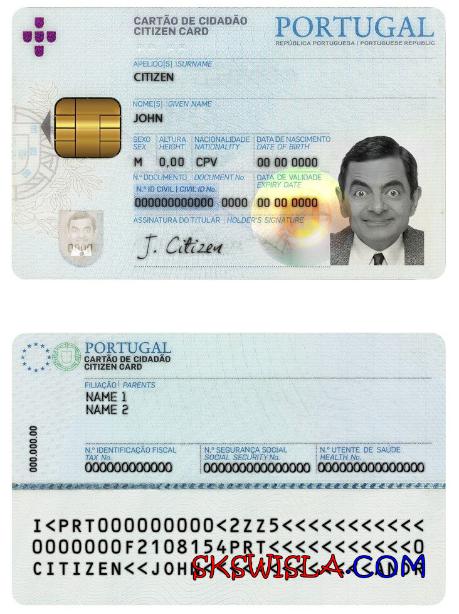 CARTÃO DE CIDADÃO
CITIZEN CARD
PORTUGAL
REPÚBLICA PORTUGUESA | PORTUGUESE REPUBLIC
APELIDO[S] | SURNAME
CITIZEN
NOME[S] | GIVEN NAME
JOHN
SEXO ALTURA NACIONALIDADE DATA DE NASCIMENTO
SEX HEIGHT NATIONALITY DATE OF BIRTH
M 0,00 CPV 00 00 0000
N.º DOCUMENTO | DOCUMENT No. DATA DE VALIDADE
N.º ID CIVIL | CIVIL ID No. EXPIRY DATE
000000000000 0000 00 00 0000
ASSINATURA DO TITULAR | HOLDER'S SIGNATURE
J. Citizen
PORTUGAL
CARTÃO DE CIDADÃO
CITIZEN CARD
FILIAÇÃO | PARENTS
NAME 1
NAME 2
000.000.00
N.º IDENTIFICAÇÃO FISCAL N.º SEGURANÇA SOCIAL N.º UTENTE DE SAÚDE
TAX No. SOCIAL SECURITY No. HEALTH No.
000000000000 000000000000000 000000000000000
I<PRT000000000<2ZZ5<<<<<<<<<<<
0000000F2108154PRT<<<<<<<<<<<0
CITIZEN<<JOHN
SKSWISLA.COM